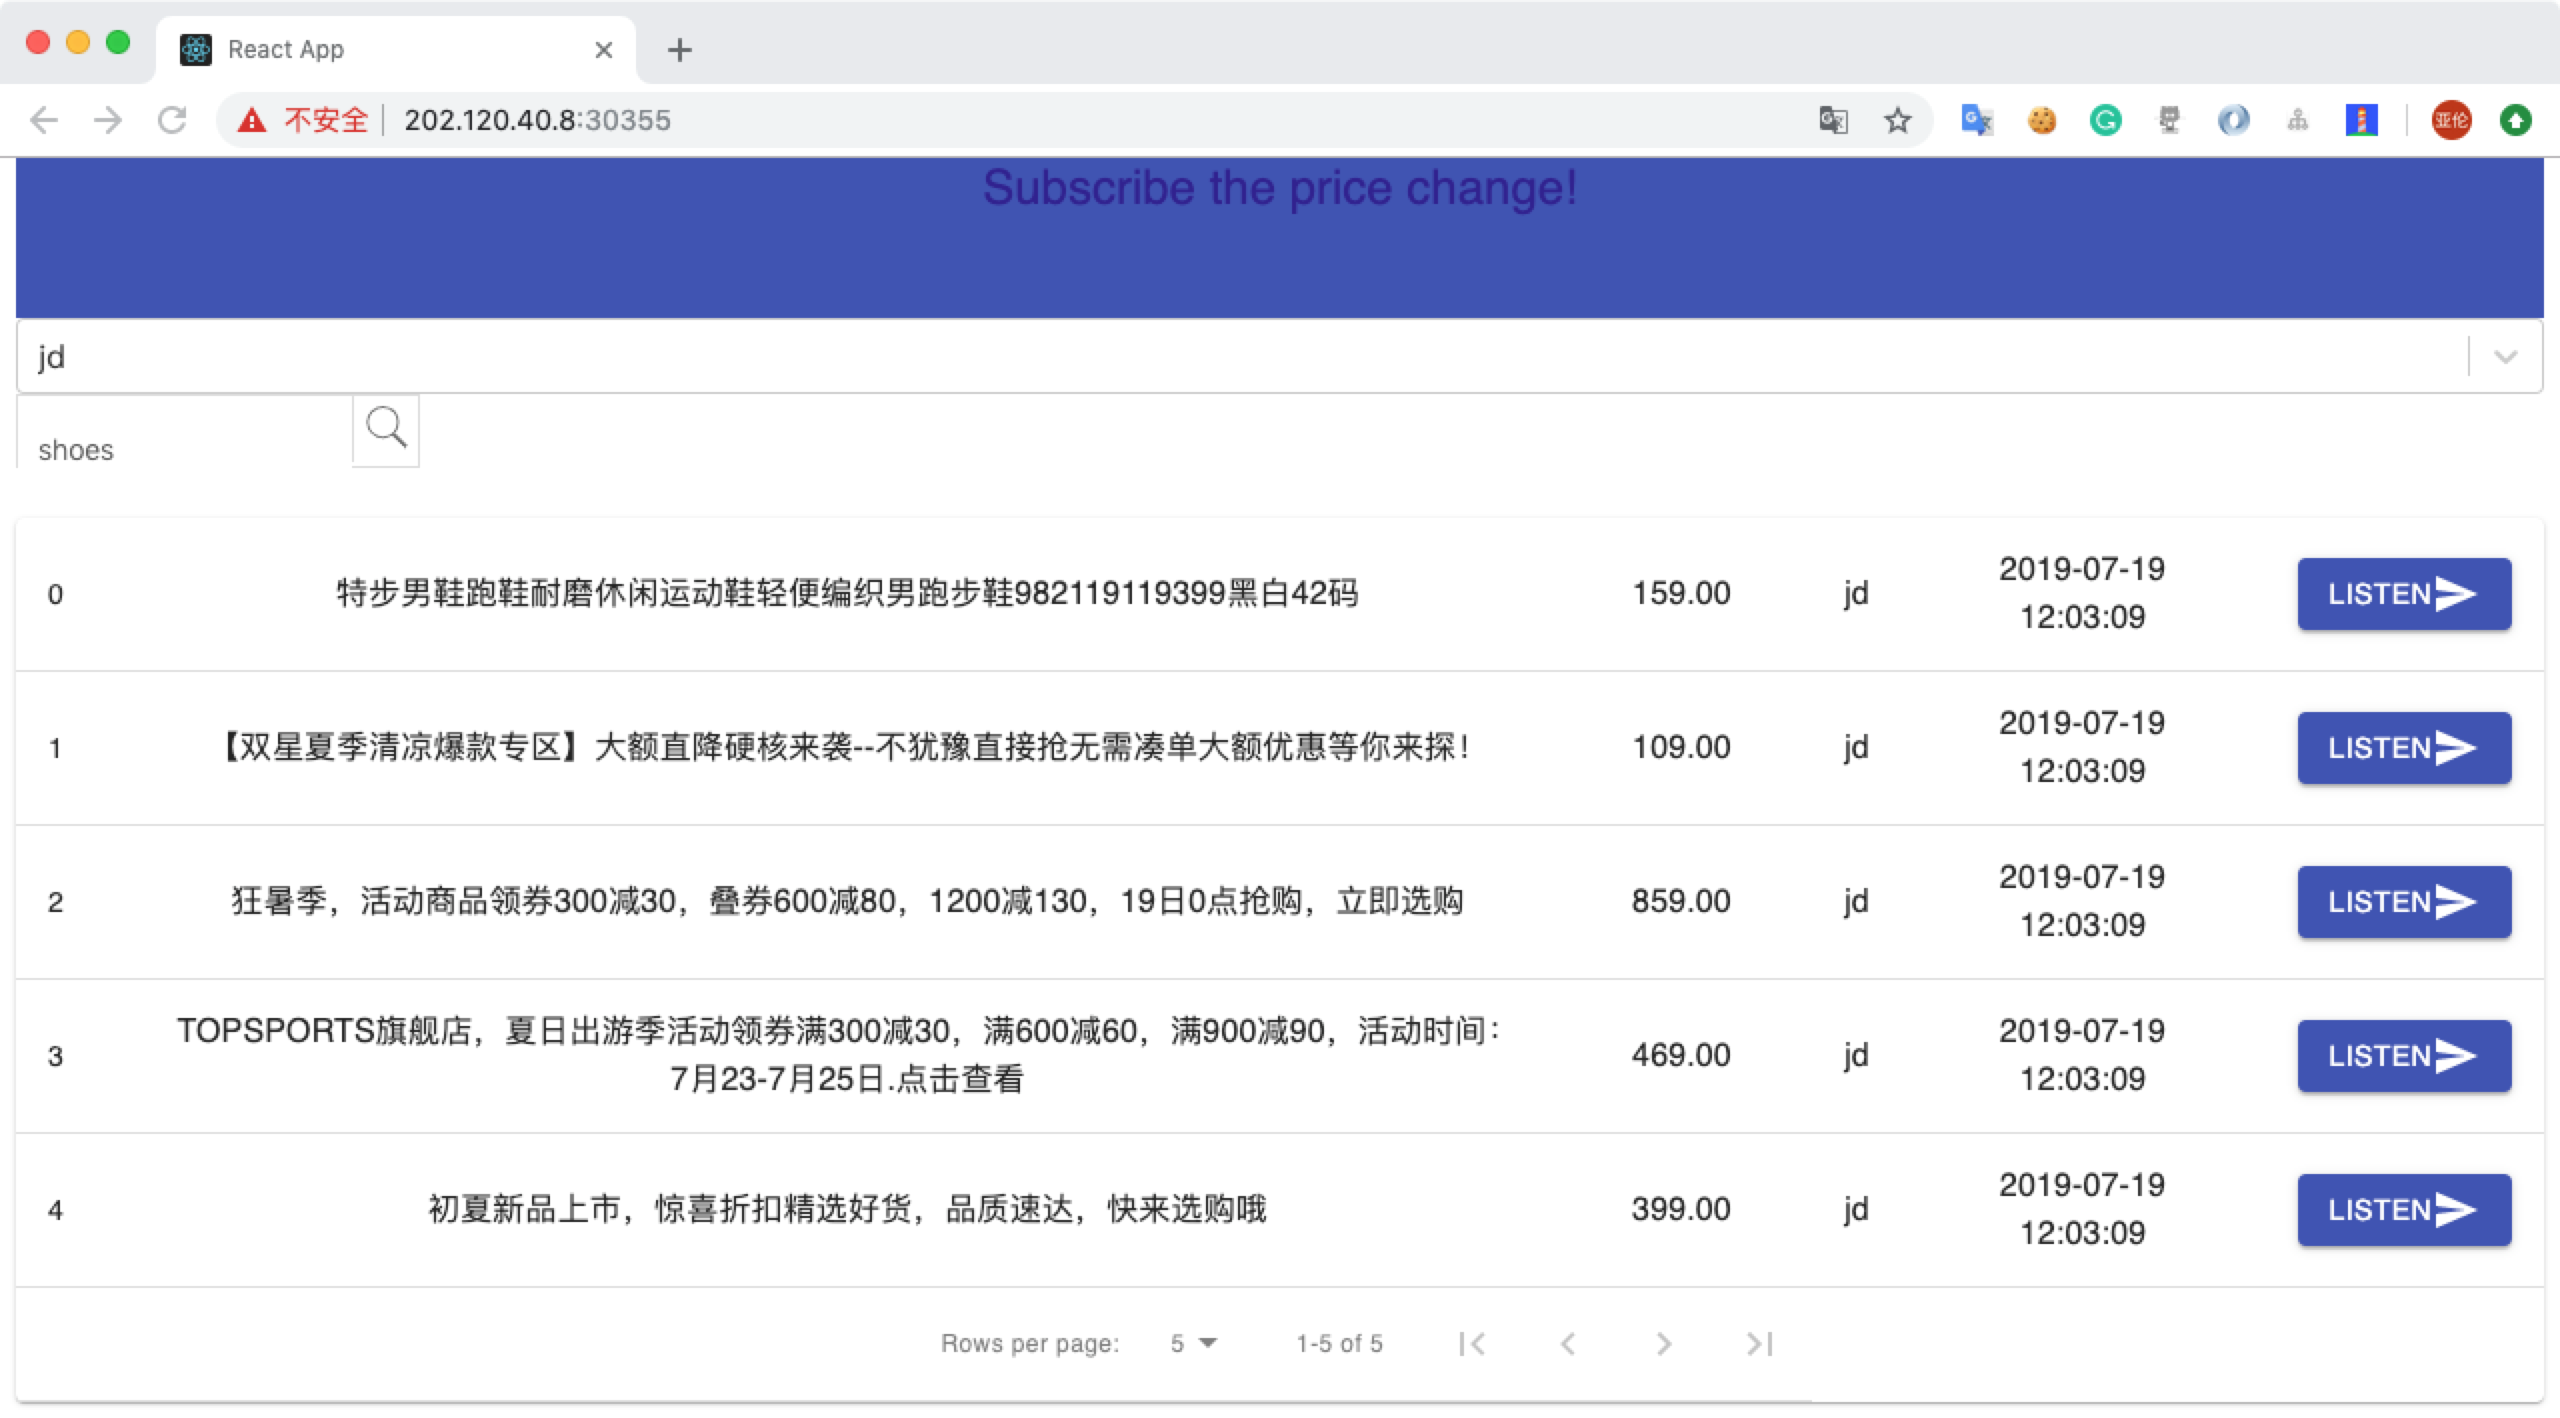 React App
不安全 202.120.40.8:30355
亚伦
Subscribe the price change!
jd
shoes
0 特步男鞋跑鞋耐磨休闲运动鞋轻便编织男跑步鞋982119119399黑白42码 159.00 jd 2019-07-19 12:03:09 LISTEN
1 【双星夏季清凉爆款专区】大额直降硬核来袭--不犹豫直接抢无需凑单大额优惠等你来探！ 109.00 jd 2019-07-19 12:03:09 LISTEN
2 狂暑季，活动商品领券300减30，叠券600减80，1200减130，19日0点抢购，立即选购 859.00 jd 2019-07-19 12:03:09 LISTEN
3 TOPSPORTS旗舰店，夏日出游季活动领券满300减30，满600减60，满900减90，活动时间：
7月23-7月25日.点击查看 469.00 jd 2019-07-19 12:03:09 LISTEN
4 初夏新品上市，惊喜折扣精选好货，品质速达，快来选购哦 399.00 jd 2019-07-19 12:03:09 LISTEN
Rows per page: 5 1-5 of 5